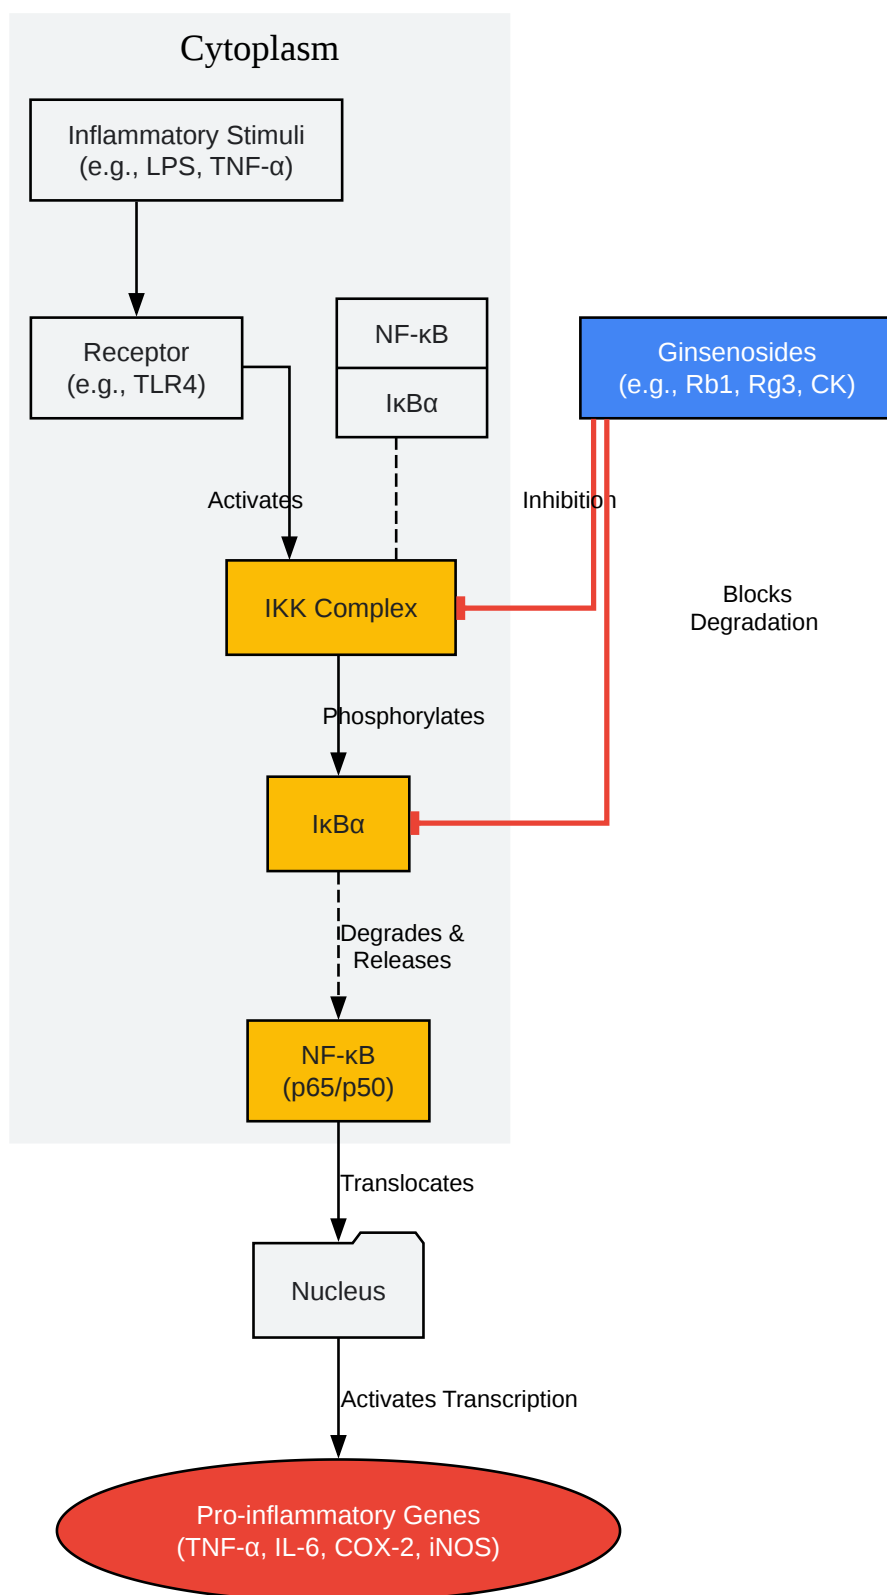 Cytoplasm
Inflammatory Stimuli
(e.g., LPS, TNF-α)
Receptor
(e.g., TLR4)
NF-κB
IκBα
Ginsenosides
(e.g., Rb1, Rg3, CK)
Activates
Inhibition
IKK Complex
Blocks
Degradation
Phosphorylates
IκBα
Degrades &
Releases
NF-κB
(p65/p50)
Translocates
Nucleus
Activates Transcription
Pro-inflammatory Genes
(TNF-α, IL-6, COX-2, iNOS)